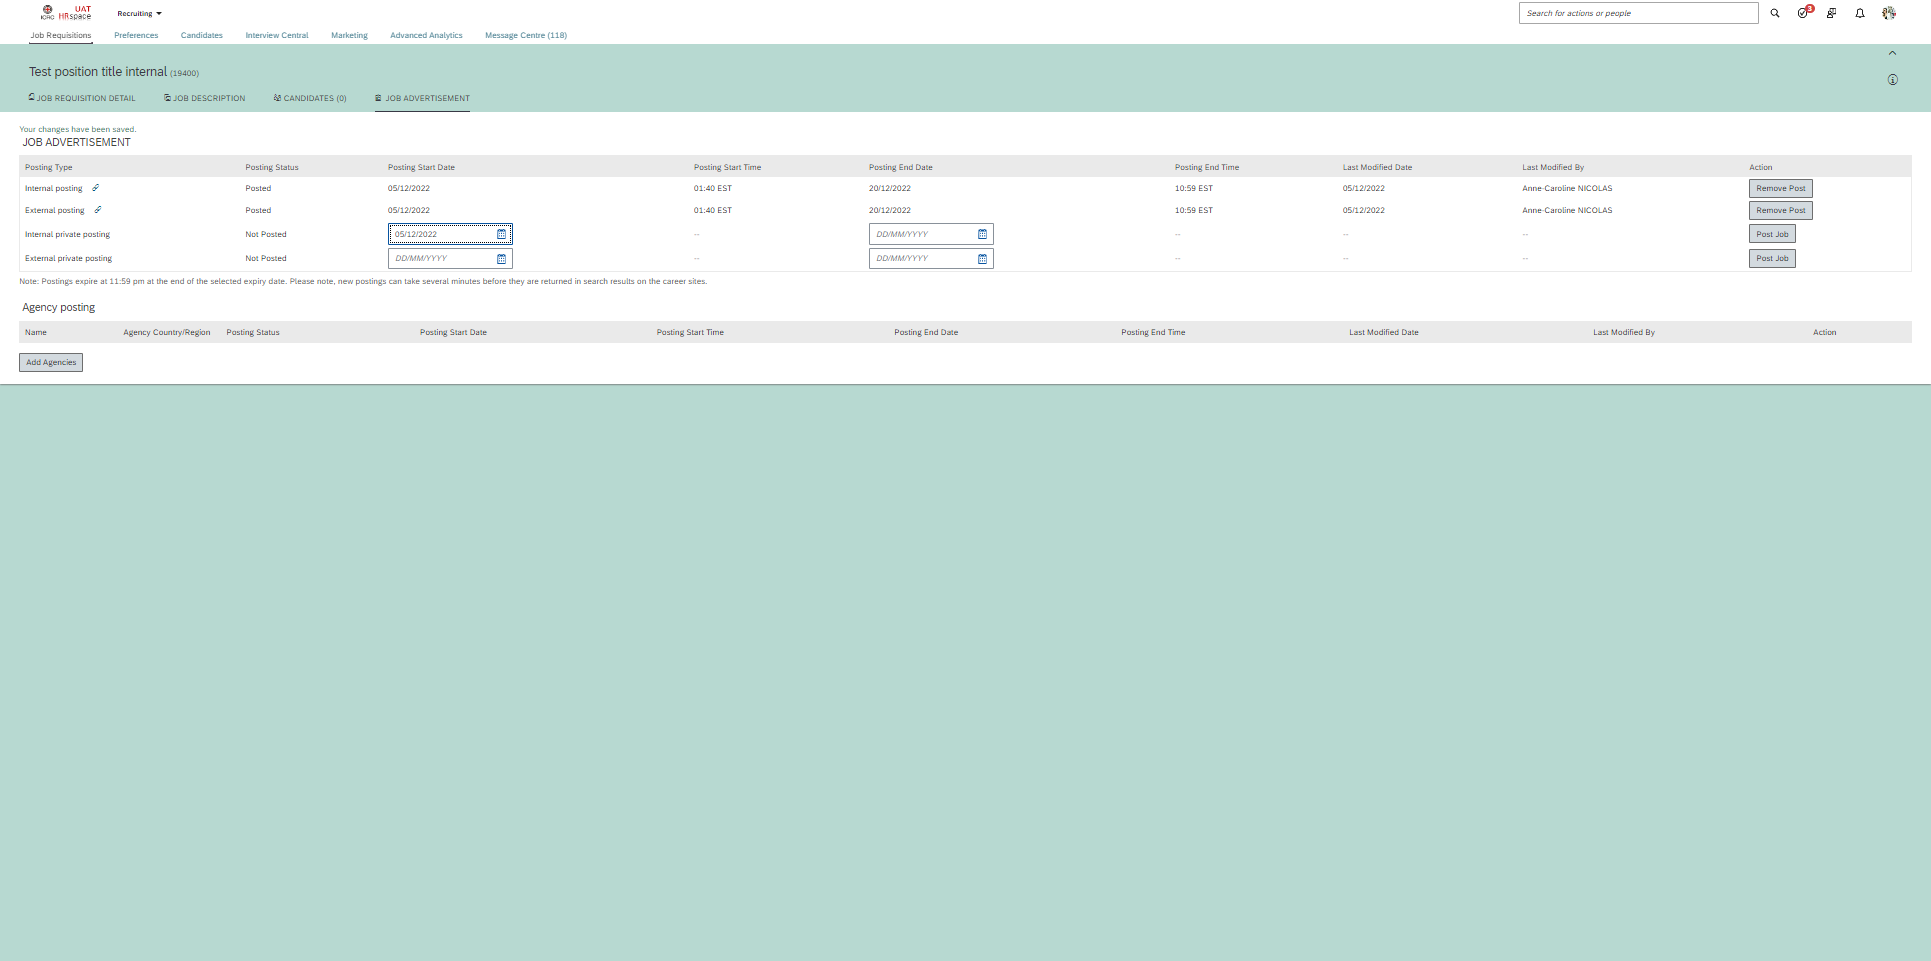 ICRC UAT HRspace Recruiting Search for actions or people 3
Job Requisitions Preferences Candidates Interview Central Marketing Advanced Analytics Message Centre (118)
Test position title internal (19400)
JOB REQUISITION DETAIL JOB DESCRIPTION CANDIDATES (0) JOB ADVERTISEMENT
Your changes have been saved.
JOB ADVERTISEMENT
Posting Type Posting Status Posting Start Date Posting Start Time Posting End Date Posting End Time Last Modified Date Last Modified By Action
Internal posting Posted 05/12/2022 01:40 EST 20/12/2022 10:59 EST 05/12/2022 Anne-Caroline NICOLAS Remove Post
External posting Posted 05/12/2022 01:40 EST 20/12/2022 10:59 EST 05/12/2022 Anne-Caroline NICOLAS Remove Post
Internal private posting Not Posted 05/12/2022 -- DD/MM/YYYY -- -- -- Post Job
External private posting Not Posted DD/MM/YYYY -- DD/MM/YYYY -- -- -- Post Job
Note: Postings expire at 11:59 pm at the end of the selected expiry date. Please note, new postings can take several minutes before they are returned in search results on the career sites.
Agency posting
Name Agency Country/Region Posting Status Posting Start Date Posting Start Time Posting End Date Posting End Time Last Modified Date Last Modified By Action
Add Agencies